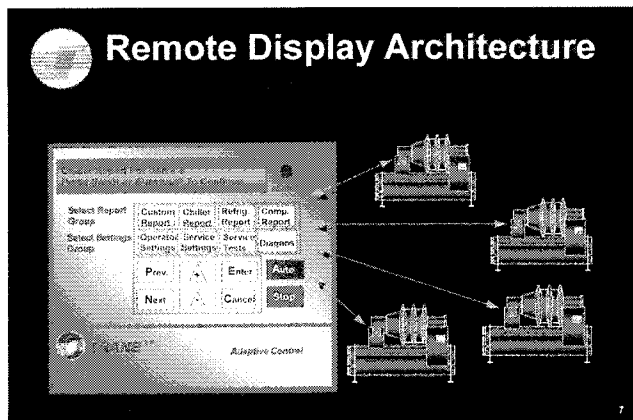 Remote Display Architecture
Select Report Group
Custom Report
Chiller Report
Refrig. Report
Comp. Report
Select Settings Group
Operator Settings
Service Settings
Service Tests
Diagnos
Prev.
+
Enter
Auto
Next
-
Cancel
Stop
TRANE
Adaptive Control
7